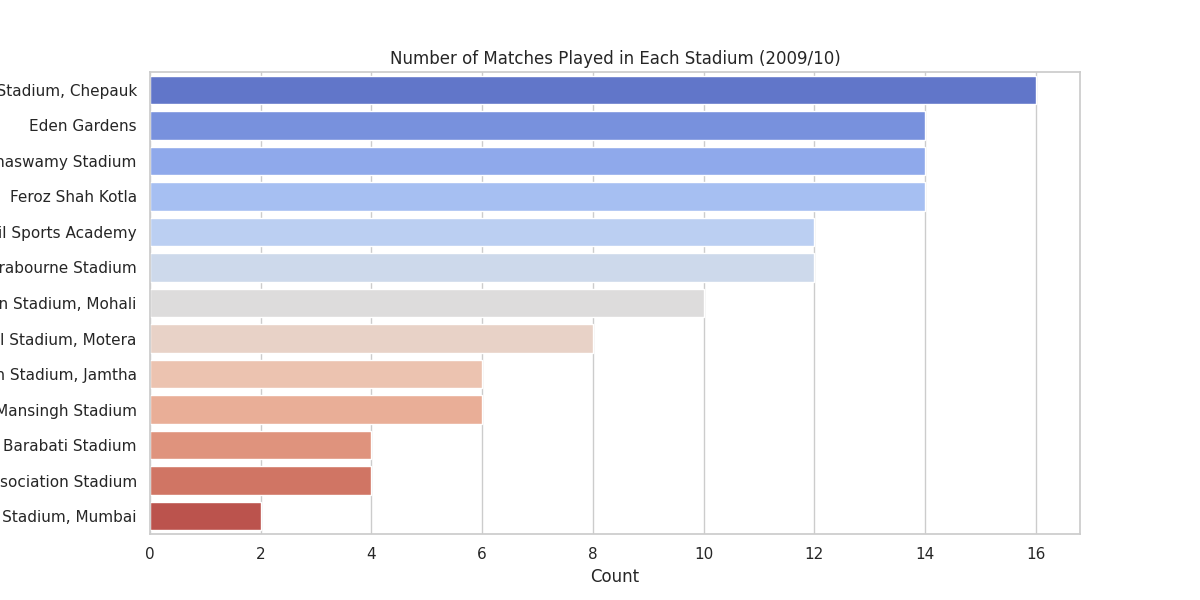 Number of Matches Played in Each Stadium (2009/10)
Stadium, Chepauk
Eden Gardens
naswamy Stadium
Feroz Shah Kotla
il Sports Academy
rabourne Stadium
n Stadium, Mohali
l Stadium, Motera
n Stadium, Jamtha
Mansingh Stadium
Barabati Stadium
sociation Stadium
Stadium, Mumbai
0 2 4 6 8 10 12 14 16
Count